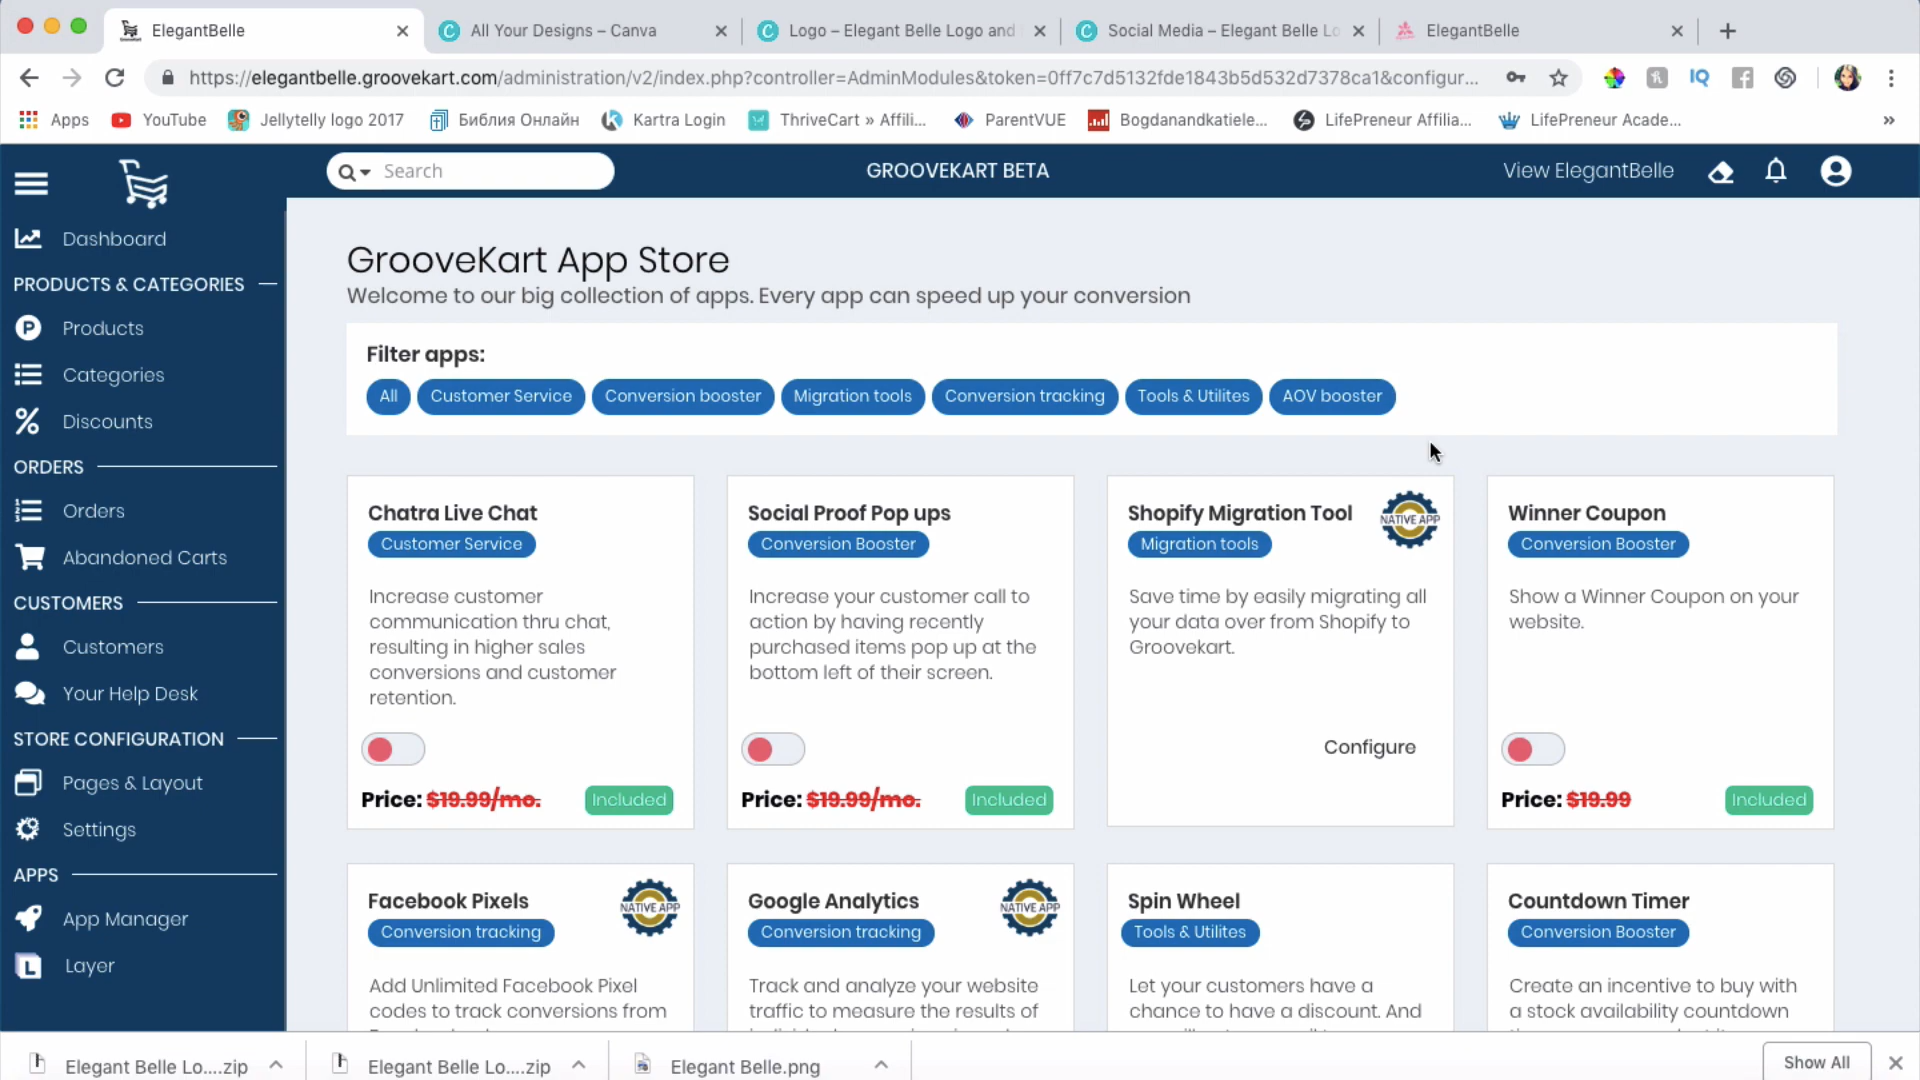 ElegantBelle
All Your Designs – Canva
Logo – Elegant Belle Logo and
Social Media – Elegant Belle Lo
ElegantBelle
https://elegantbelle.groovekart.com/administration/v2/index.php?controller=AdminModules&token=0ff7c7d5132fde1843b5d532d7378ca1&configur...
Apps
YouTube
Jellytelly logo 2017
Библия Онлайн
Kartra Login
ThriveCart » Affili...
ParentVUE
Bogdanandkatiele...
LifePreneur Affilia...
LifePreneur Acade...
»
Search
GROOVEKART BETA
View ElegantBelle
Dashboard
PRODUCTS & CATEGORIES
Products
Categories
Discounts
ORDERS
Orders
Abandoned Carts
CUSTOMERS
Customers
Your Help Desk
STORE CONFIGURATION
Pages & Layout
Settings
APPS
App Manager
Layer
GrooveKart App Store
Welcome to our big collection of apps. Every app can speed up your conversion
Filter apps:
All
Customer Service
Conversion booster
Migration tools
Conversion tracking
Tools & Utilites
AOV booster
Chatra Live Chat
Customer Service
Increase customer
communication thru chat,
resulting in higher sales
conversions and customer
retention.
Price: $19.99/mo.
Included
Social Proof Pop ups
Conversion Booster
Increase your customer call to
action by having recently
purchased items pop up at the
bottom left of their screen.
Price: $19.99/mo.
Included
Shopify Migration Tool
NATIVE APP
Migration tools
Save time by easily migrating all
your data over from Shopify to
Groovekart.
Configure
Winner Coupon
Conversion Booster
Show a Winner Coupon on your
website.
Price: $19.99
Included
Facebook Pixels
NATIVE APP
Conversion tracking
Add Unlimited Facebook Pixel
codes to track conversions from
Google Analytics
NATIVE APP
Conversion tracking
Track and analyze your website
traffic to measure the results of
Spin Wheel
Tools & Utilites
Let your customers have a
chance to have a discount. And
Countdown Timer
Conversion Booster
Create an incentive to buy with
a stock availability countdown
Elegant Belle Lo....zip
Elegant Belle Lo....zip
Elegant Belle.png
Show All